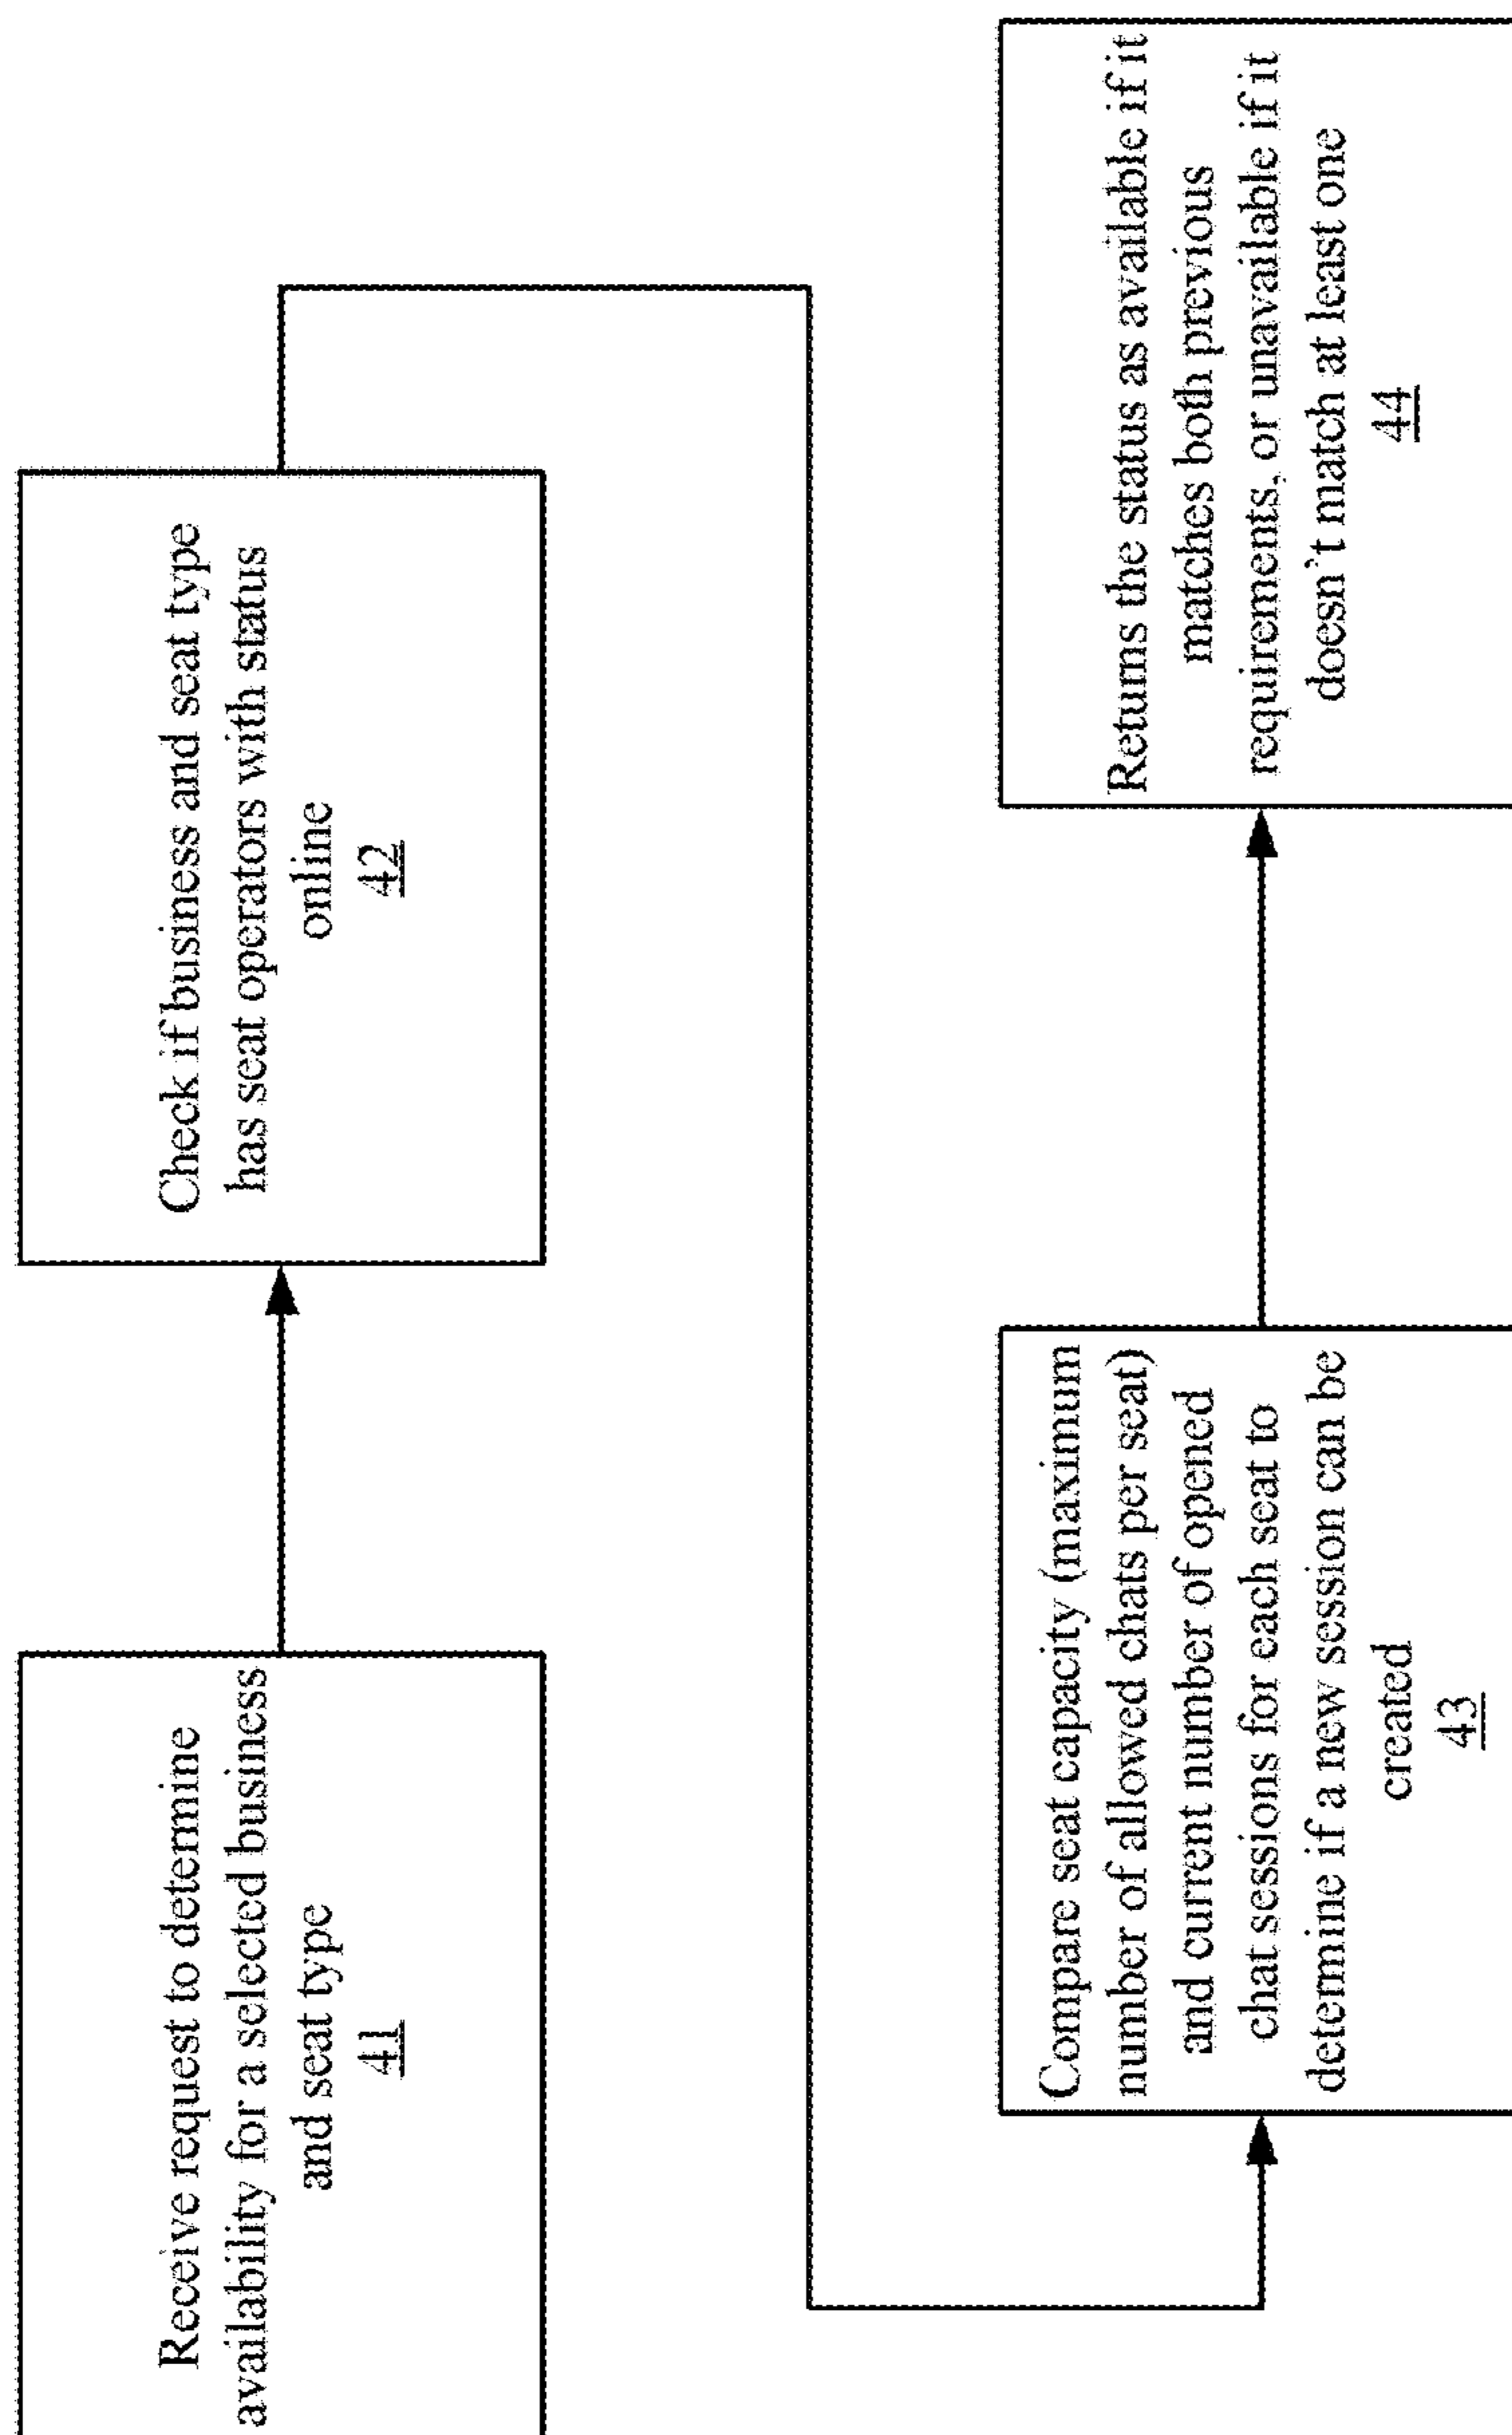 Receive request to determine
availability for a selected business
and seat type
41
Check if business and seat type
has seat operators with status
online
42
Compare seat capacity (maximum
number of allowed chats per seat)
and current number of opened
chat sessions for each seat to
determine if a new session can be
created
43
Returns the status as available if it
matches both previous
requirements, or unavailable if it
doesn't match at least one
44